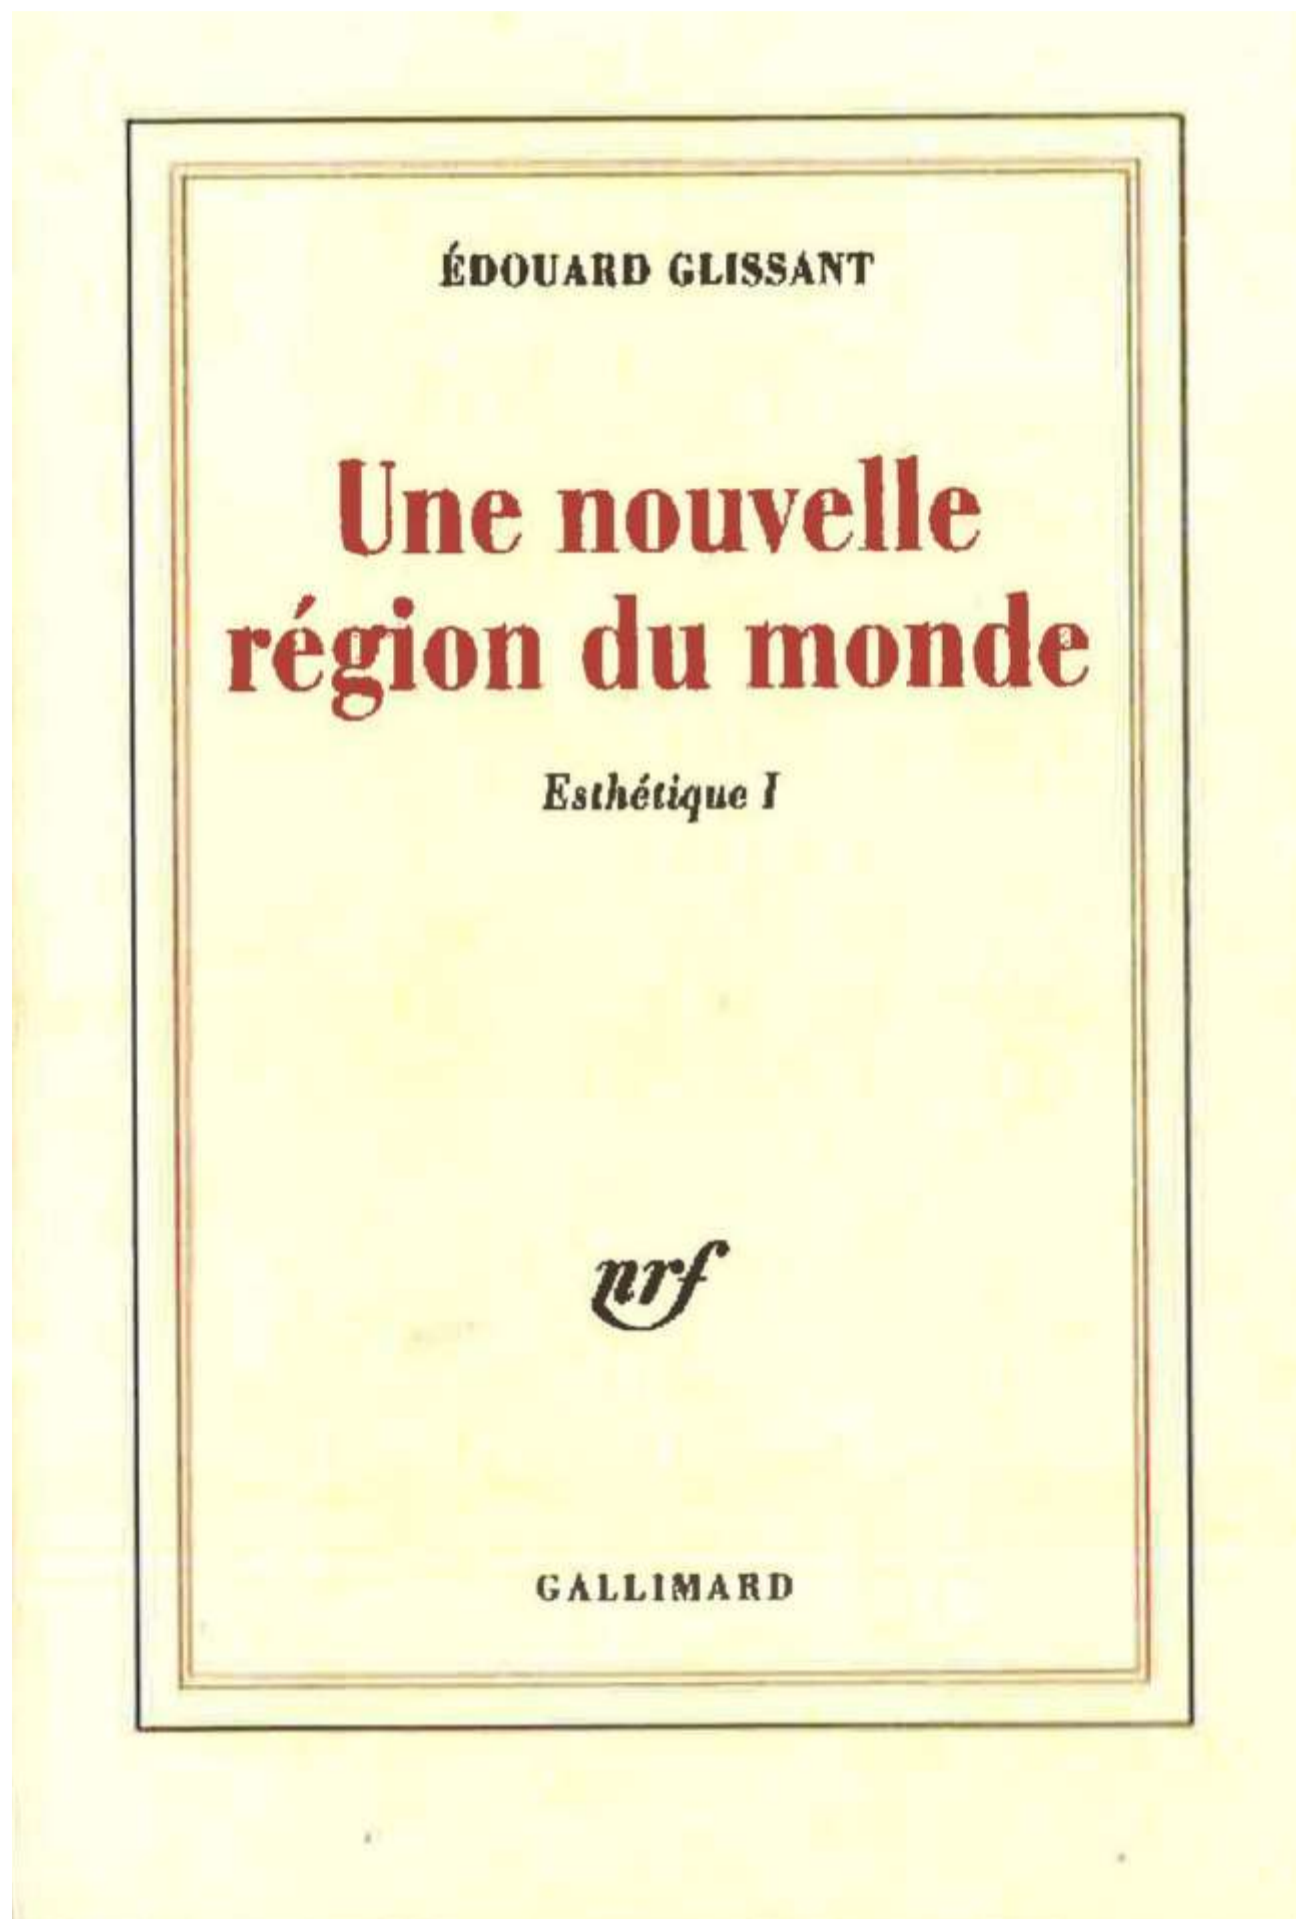 ÉDOUARD GLISSANT
Une nouvelle
région du monde
Esthétique I
nrf
GALLIMARD